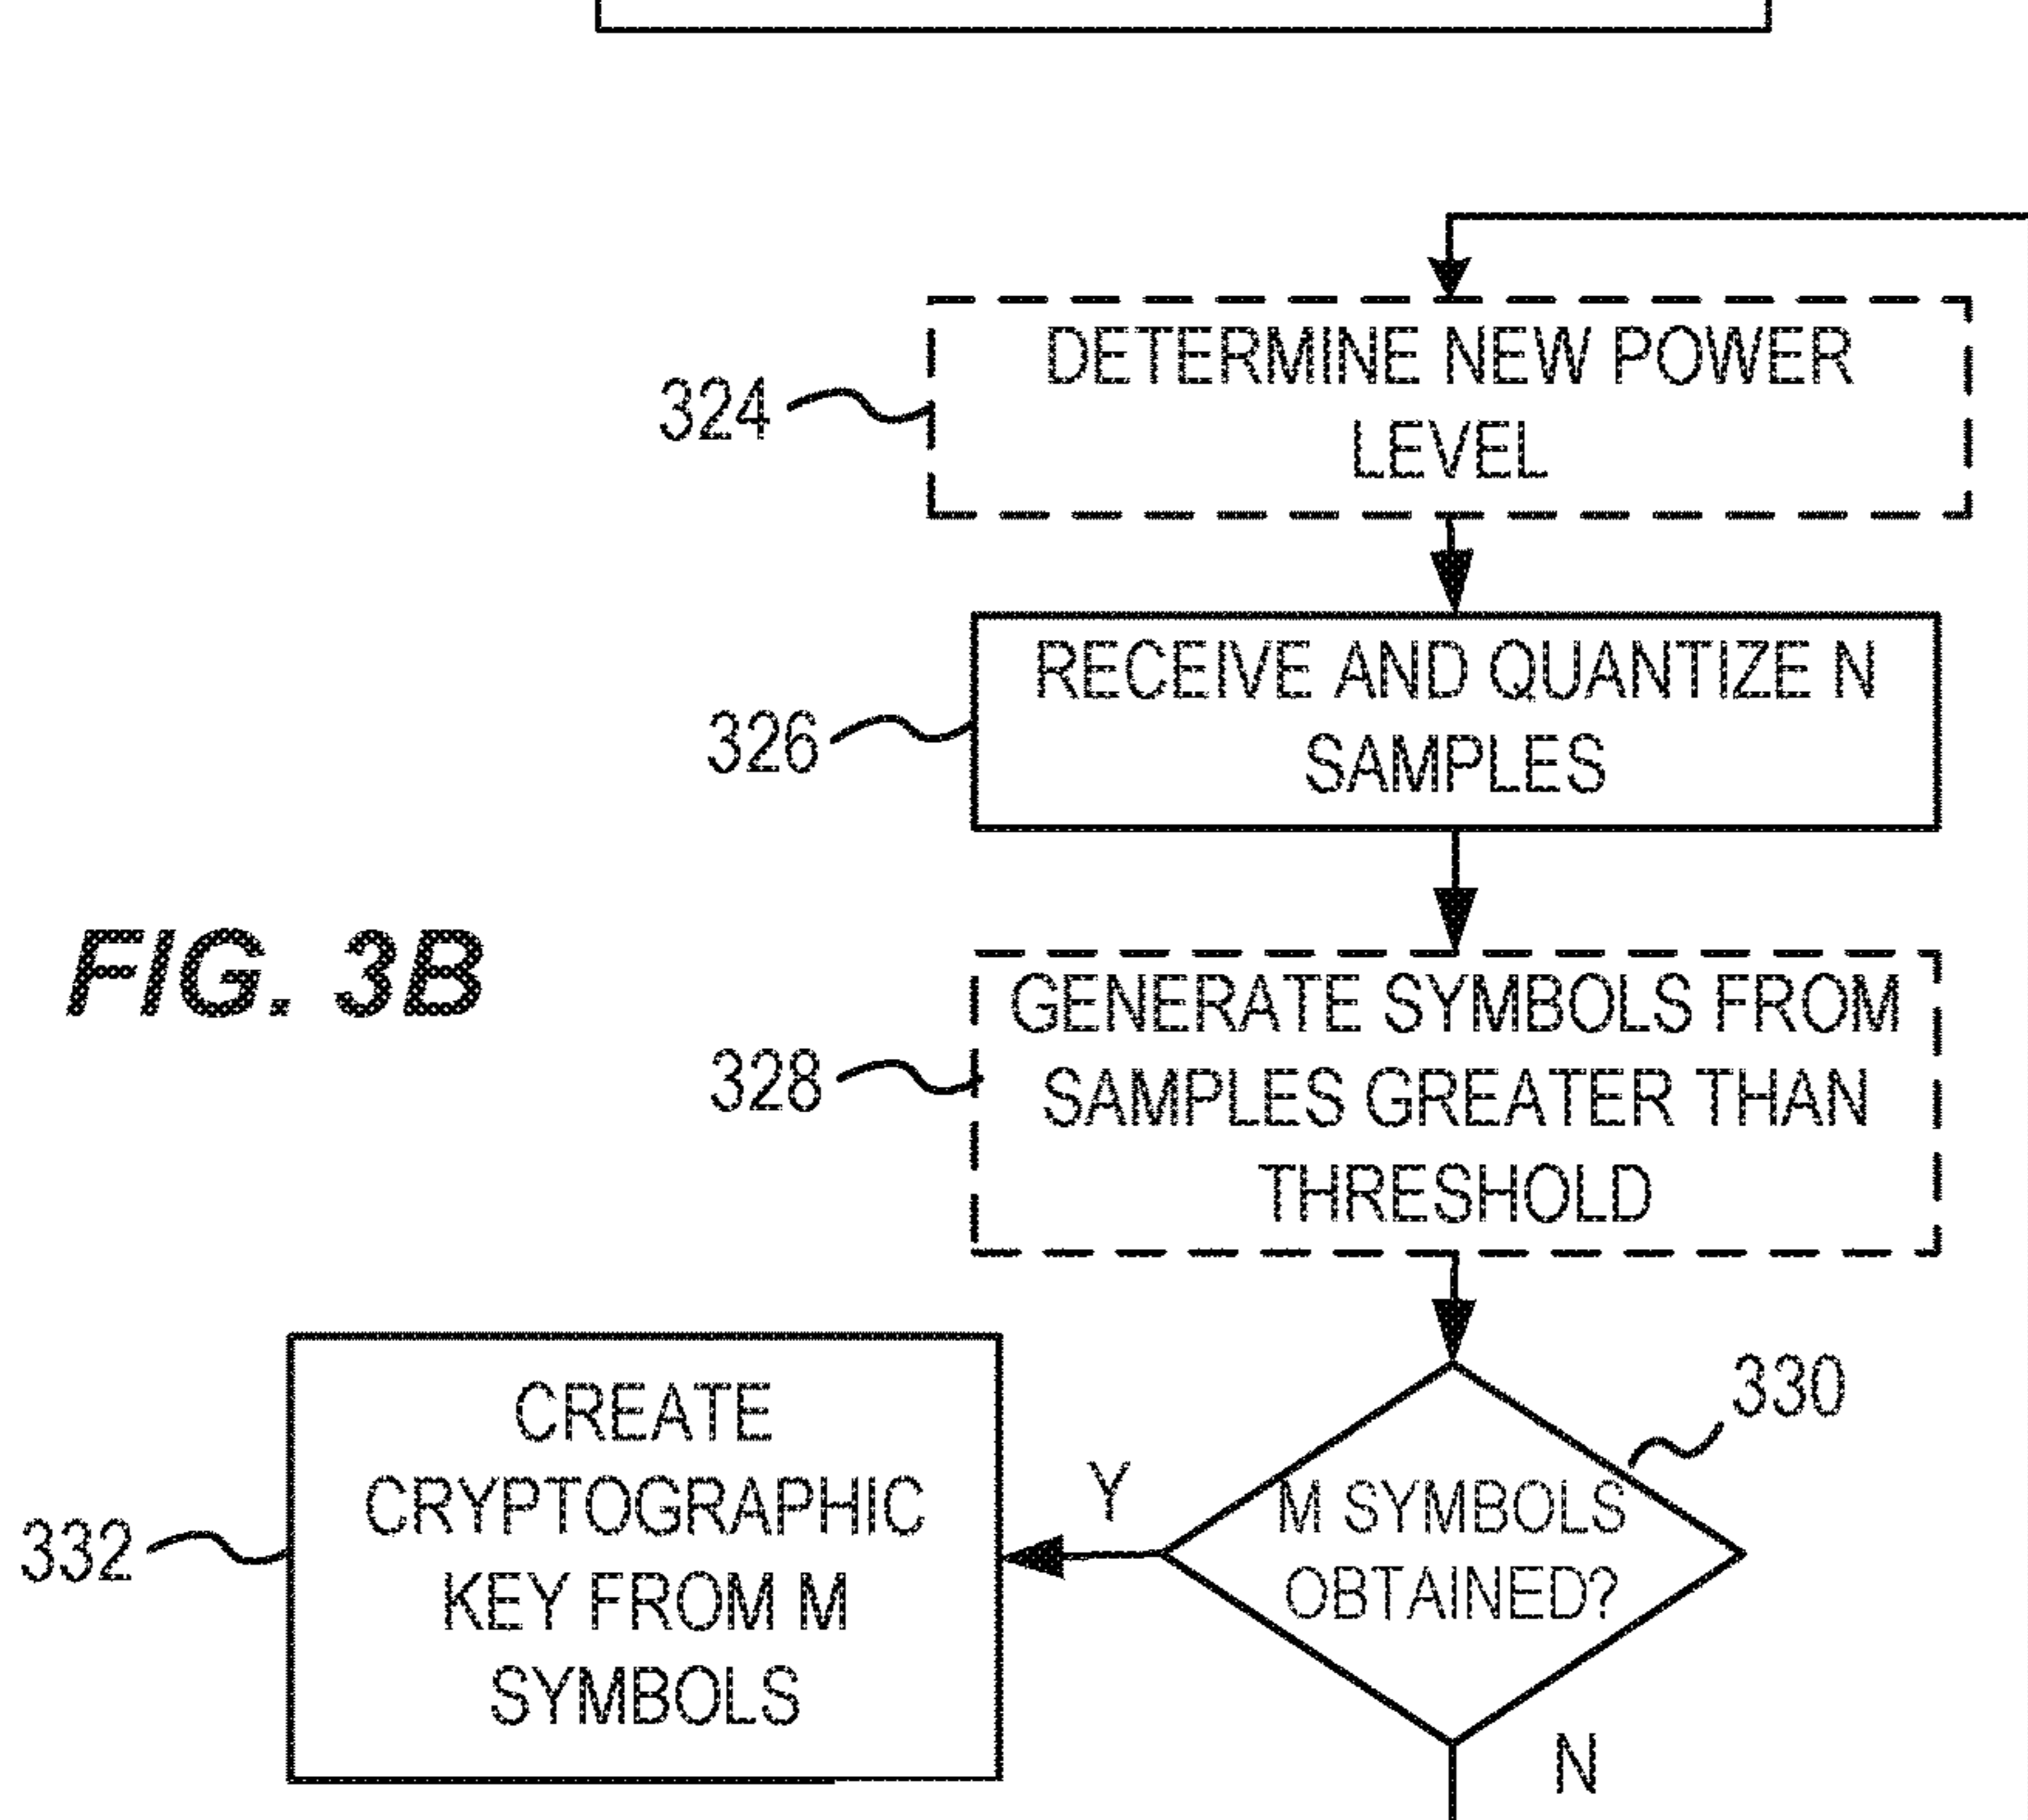 324
DETERMINE NEW POWER
LEVEL
326
RECEIVE AND QUANTIZE N
SAMPLES
FIG. 3B
328
GENERATE SYMBOLS FROM
SAMPLES GREATER THAN
THRESHOLD
330
M SYMBOLS
OBTAINED?
Y
N
332
CREATE
CRYPTOGRAPHIC
KEY FROM M
SYMBOLS